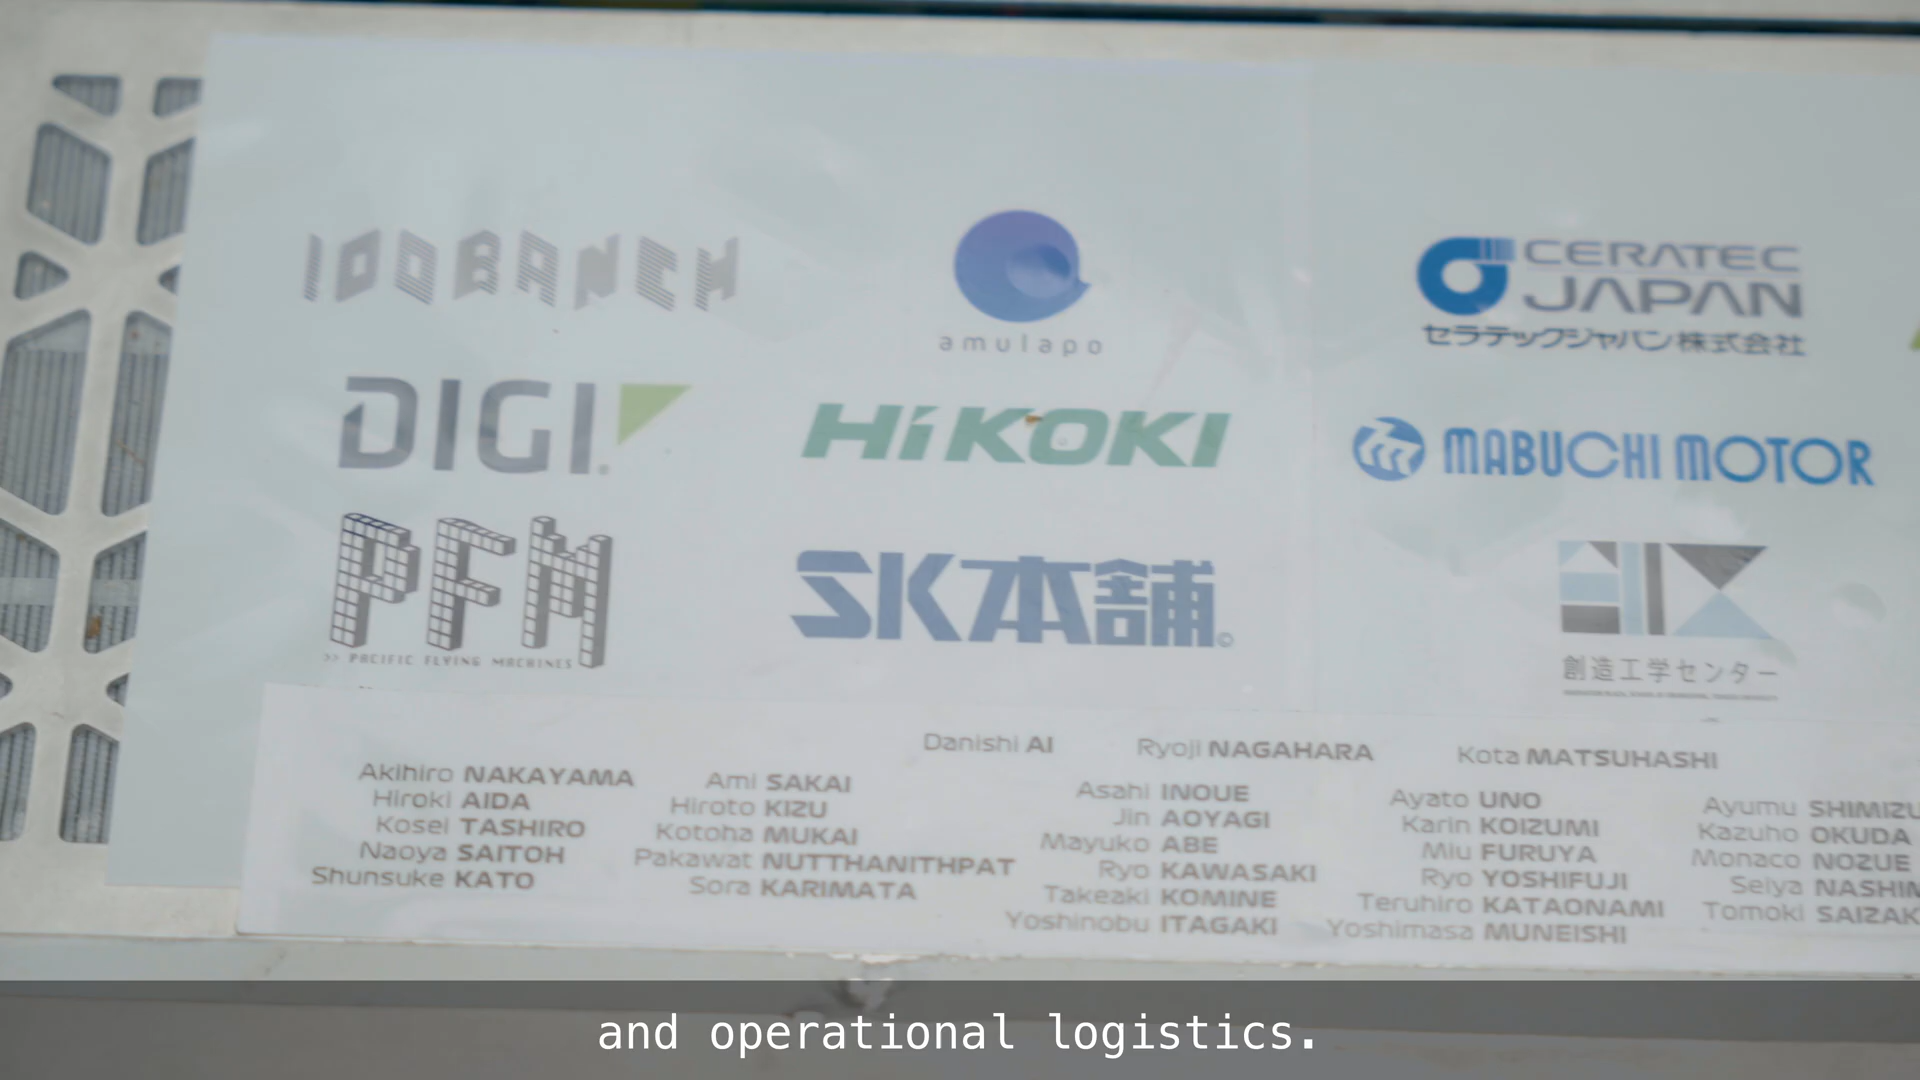 100BANCH
amulapo
CERATEC
JAPAN
セラテックジャパン株式会社
DIGI.
HiKOKI
MABUCHI MOTOR
PFM
>> PACIFIC FLYING MACHINES
SK本舗©
創造工学センター
Danishi AI
Ryoji NAGAHARA
Kota MATSUHASHI
Akihiro NAKAYAMA
Hiroki AIDA
Kosei TASHIRO
Naoya SAITOH
Shunsuke KATO
Ami SAKAI
Hiroto KIZU
Kotoha MUKAI
Pakawat NUTTHANITHPAT
Sora KARIMATA
Asahi INOUE
Jin AOYAGI
Mayuko ABE
Ryo KAWASAKI
Takeaki KOMINE
Yoshinobu ITAGAKI
Ayato UNO
Karin KOIZUMI
Miu FURUYA
Ryo YOSHIFUJI
Teruhiro KATAONAMI
Yoshimasa MUNEISHI
Ayumu SHIMIZU
Kazuho OKUDA
Monaco NOZUE
Seiya NASHIM
Tomoki SAIZAK
and operational logistics.